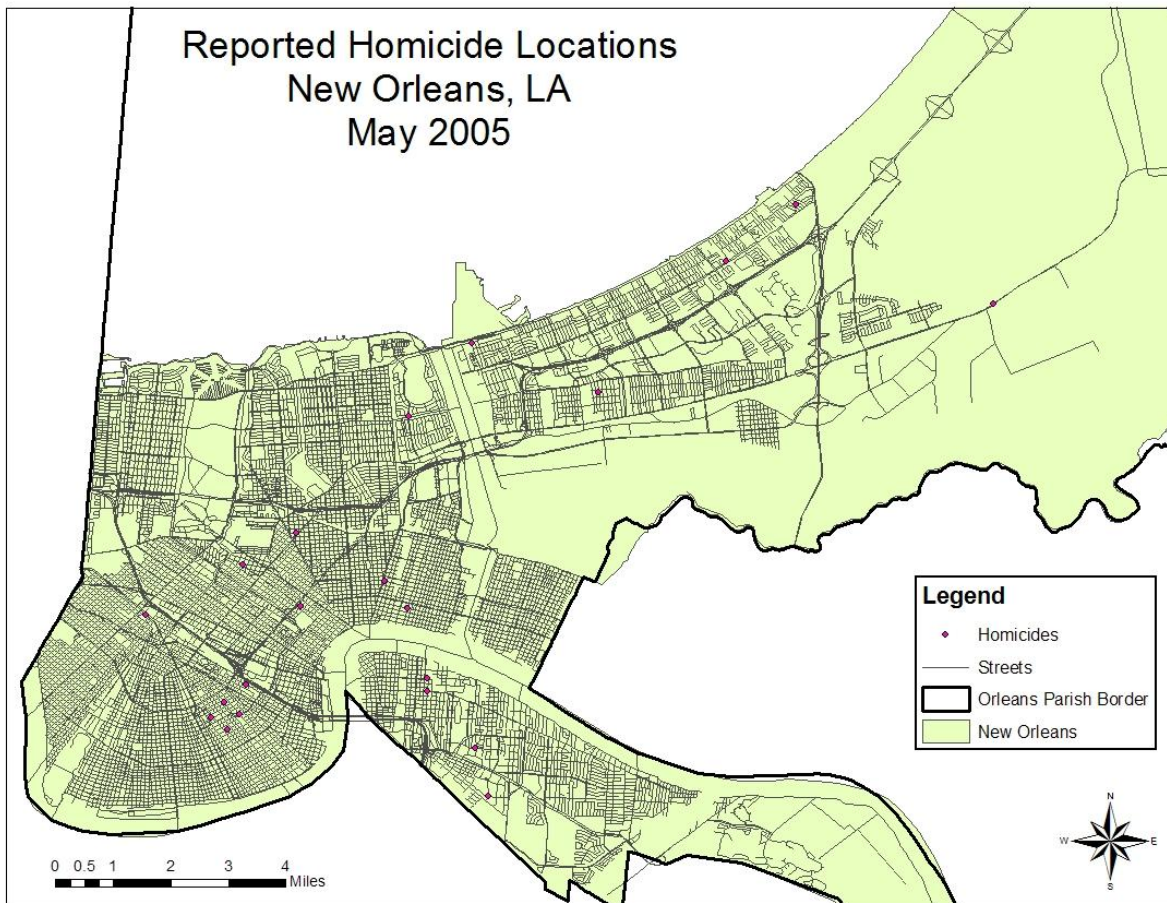 Reported Homicide Locations
New Orleans, LA
May 2005
Legend
Homicides
Streets
Orleans Parish Border
New Orleans
N
W E
S
0 0.5 1 2 3 4
Miles